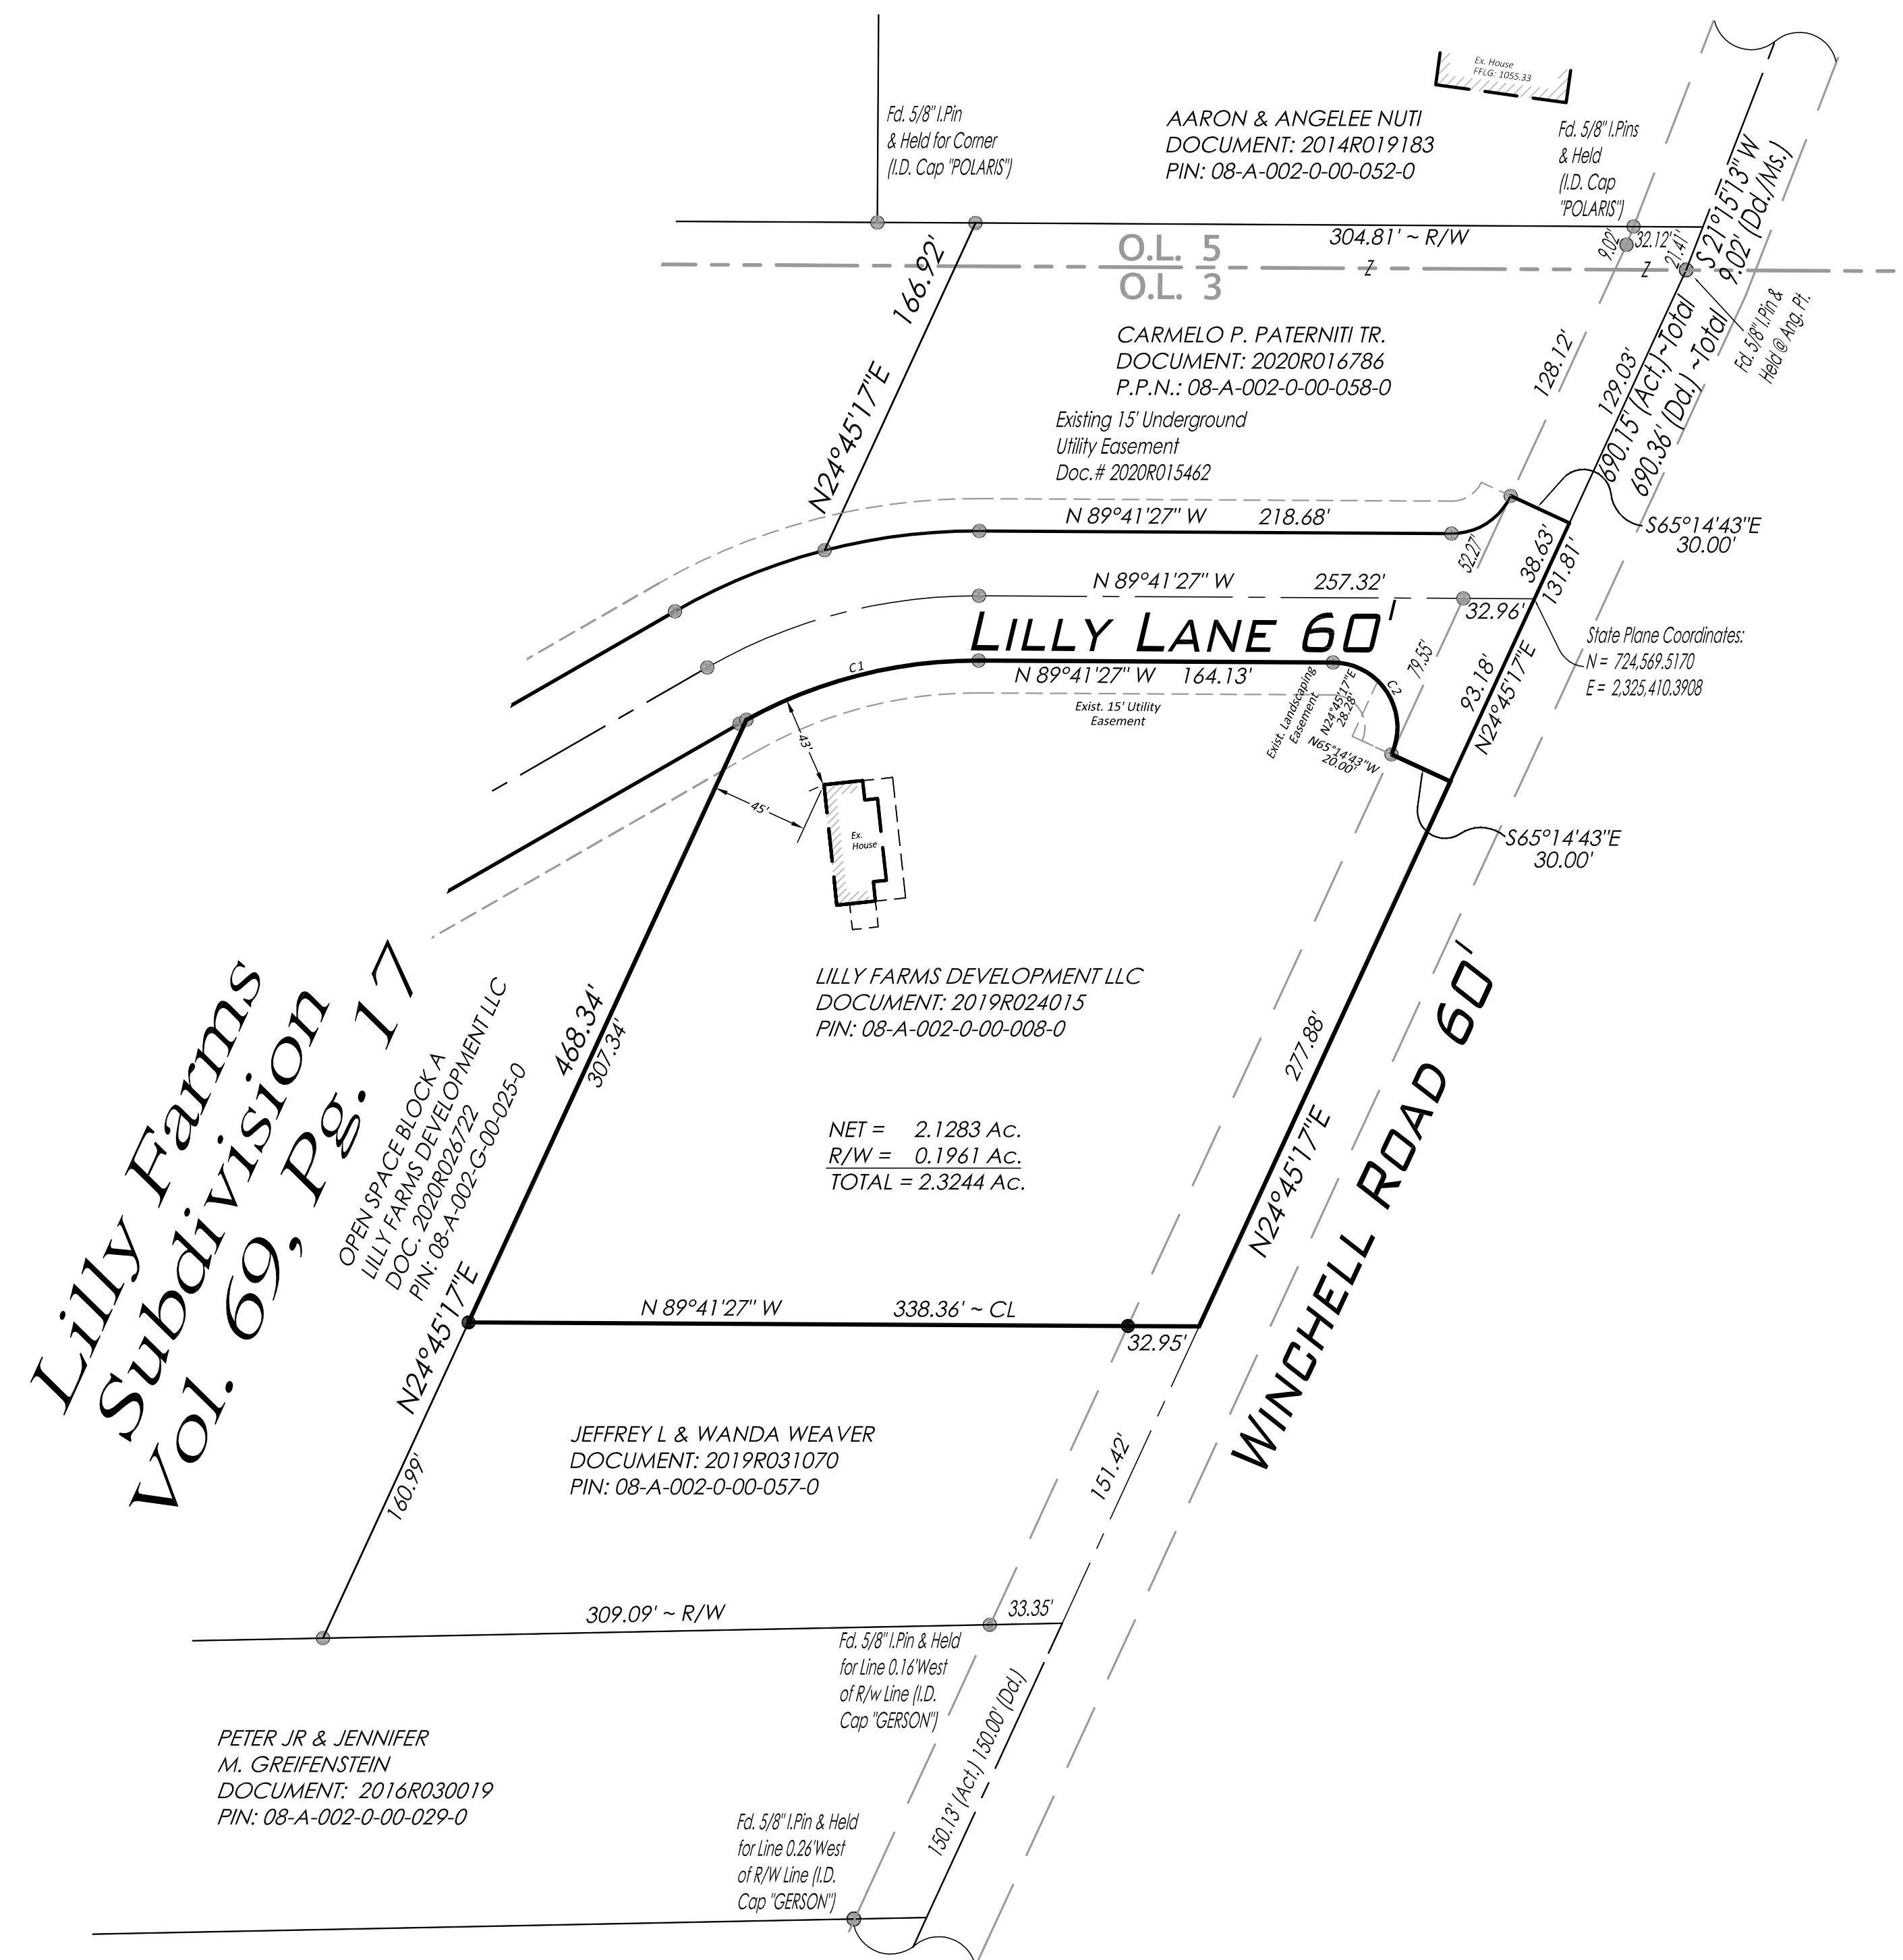 Ex. House
FFLG: 1055.33
Fd. 5/8" I.Pin
& Held for Corner
(I.D. Cap "POLARIS")
AARON & ANGELEE NUTI
DOCUMENT: 2014R019183
PIN: 08-A-002-0-00-052-0
Fd. 5/8" I.Pins
& Held
(I.D. Cap
"POLARIS")
S 21°15'13" W
9.02' (Dd./Ms.)
304.81' ~ R/W
9.02'
32.12'
21.41'
O.L. 5
O.L. 3
Z
Z
166.92'
N24°45'17"E
CARMELO P. PATERNITI TR.
DOCUMENT: 2020R016786
P.P.N.: 08-A-002-0-00-058-0
Existing 15' Underground
Utility Easement
Doc.# 2020R015462
128.12'
129.03'
690.15' (Act.) ~Total
690.36' (Dd.) ~Total
Fd. 5/8" I.Pin &
Held @ Ang. Pt.
N 89°41'27" W 218.68'
52.27'
38.63'
131.81'
S65°14'43"E
30.00'
N 89°41'27" W 257.32'
32.96'
LILLY LANE 60'
State Plane Coordinates:
N = 724,569.5170
E = 2,325,410.3908
C1
N 89°41'27" W 164.13'
79.55'
93.18'
N24°45'17"E
Exist. 15' Utility
Easement
Exist. Landscaping
Easement
N24°45'17"E
28.28'
C2
N65°14'43"W
20.00'
43'
45'
Ex.
House
S65°14'43"E
30.00'
Lilly Farms
Subdivision
Vol. 69, Pg. 17
OPEN SPACE BLOCK A
LILLY FARMS DEVELOPMENT LLC
DOC. 2020R026722
PIN: 08-A-002-G-00-025-0
468.34'
307.34'
N24°45'17"E
LILLY FARMS DEVELOPMENT LLC
DOCUMENT: 2019R024015
PIN: 08-A-002-0-00-008-0
277.88'
N24°45'17"E
WINCHELL ROAD 60'
NET = 2.1283 Ac.
R/W = 0.1961 Ac.
TOTAL = 2.3244 Ac.
N 89°41'27" W 338.36' ~ CL
32.95'
JEFFREY L & WANDA WEAVER
DOCUMENT: 2019R031070
PIN: 08-A-002-0-00-057-0
160.99'
151.42'
309.09' ~ R/W
33.35'
Fd. 5/8" I.Pin & Held
for Line 0.16'West
of R/w Line (I.D.
Cap "GERSON")
150.13' (Act.) 150.00' (Dd.)
PETER JR & JENNIFER
M. GREIFENSTEIN
DOCUMENT: 2016R030019
PIN: 08-A-002-0-00-029-0
Fd. 5/8" I.Pin & Held
for Line 0.26'West
of R/W Line (I.D.
Cap "GERSON")